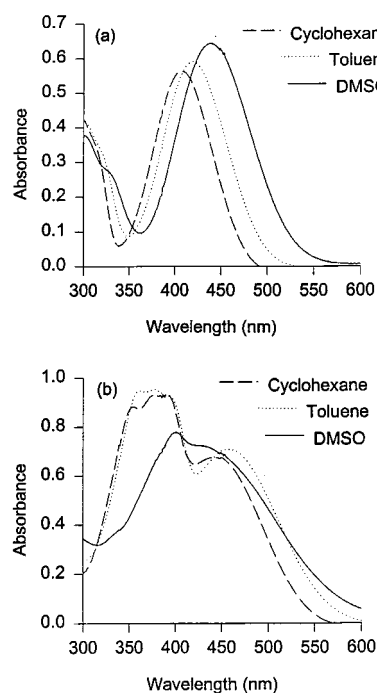 (a)
Cyclohexan
Toluen
DMSO
0.7
0.6
0.5
0.4
0.3
0.2
0.1
0
Absorbance
300 350 400 450 500 550 600
Wavelength (nm)
(b)
Cyclohexane
Toluene
DMSO
1.0
0.8
0.6
0.4
0.2
0.0
Absorbance
300 350 400 450 500 550 600
Wavelength (nm)